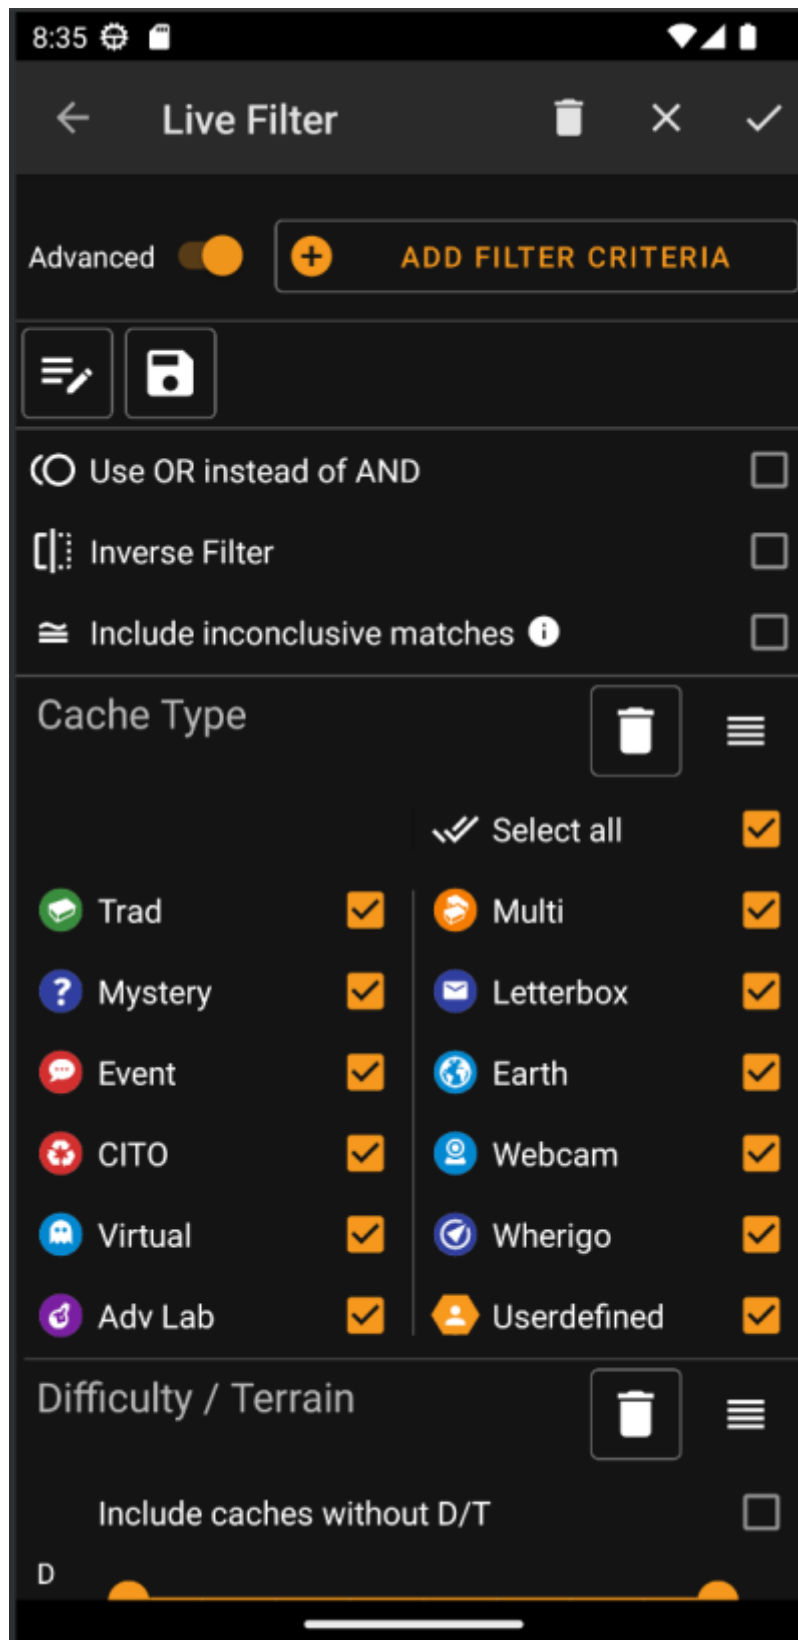 8:35
Live Filter
Advanced
ADD FILTER CRITERIA
Use OR instead of AND
Inverse Filter
Include inconclusive matches
Cache Type
Select all
Trad
Multi
Mystery
Letterbox
Event
Earth
CITO
Webcam
Virtual
Wherigo
Adv Lab
Userdefined
Difficulty / Terrain
Include caches without D/T
D